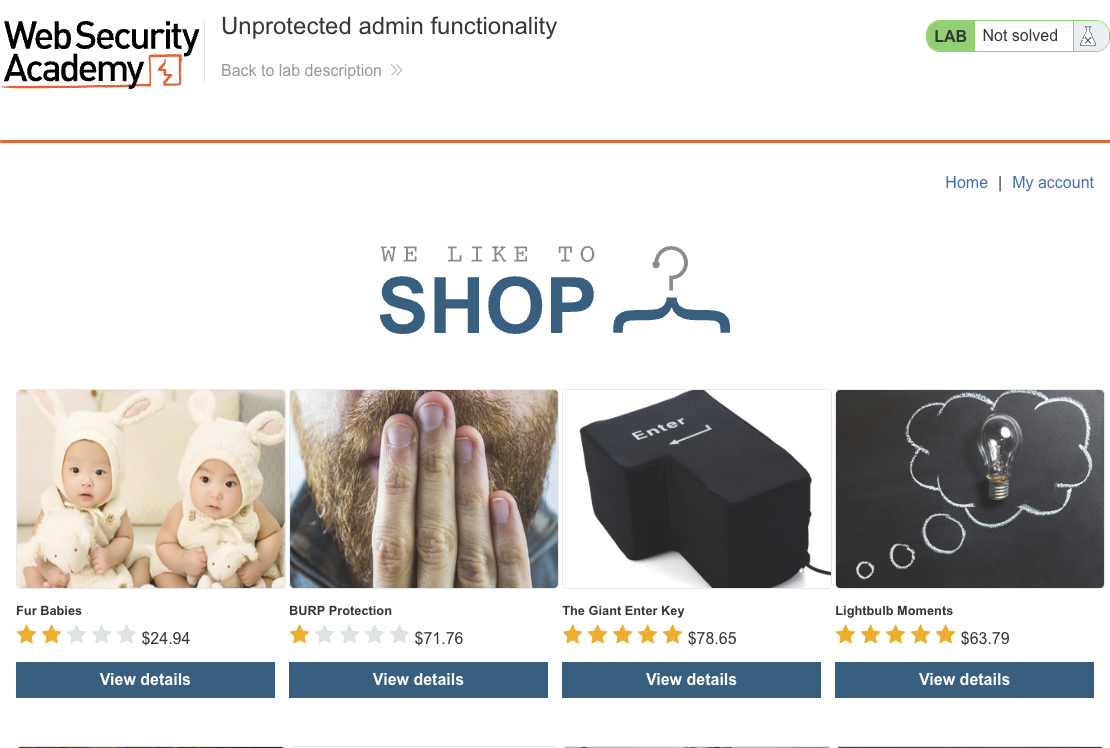 Web Security
Academy
Unprotected admin functionality
Back to lab description
LAB Not solved
Home | My account
WE LIKE TO
SHOP
Enter
Fur Babies
$24.94
View details
BURP Protection
$71.76
View details
The Giant Enter Key
$78.65
View details
Lightbulb Moments
$63.79
View details